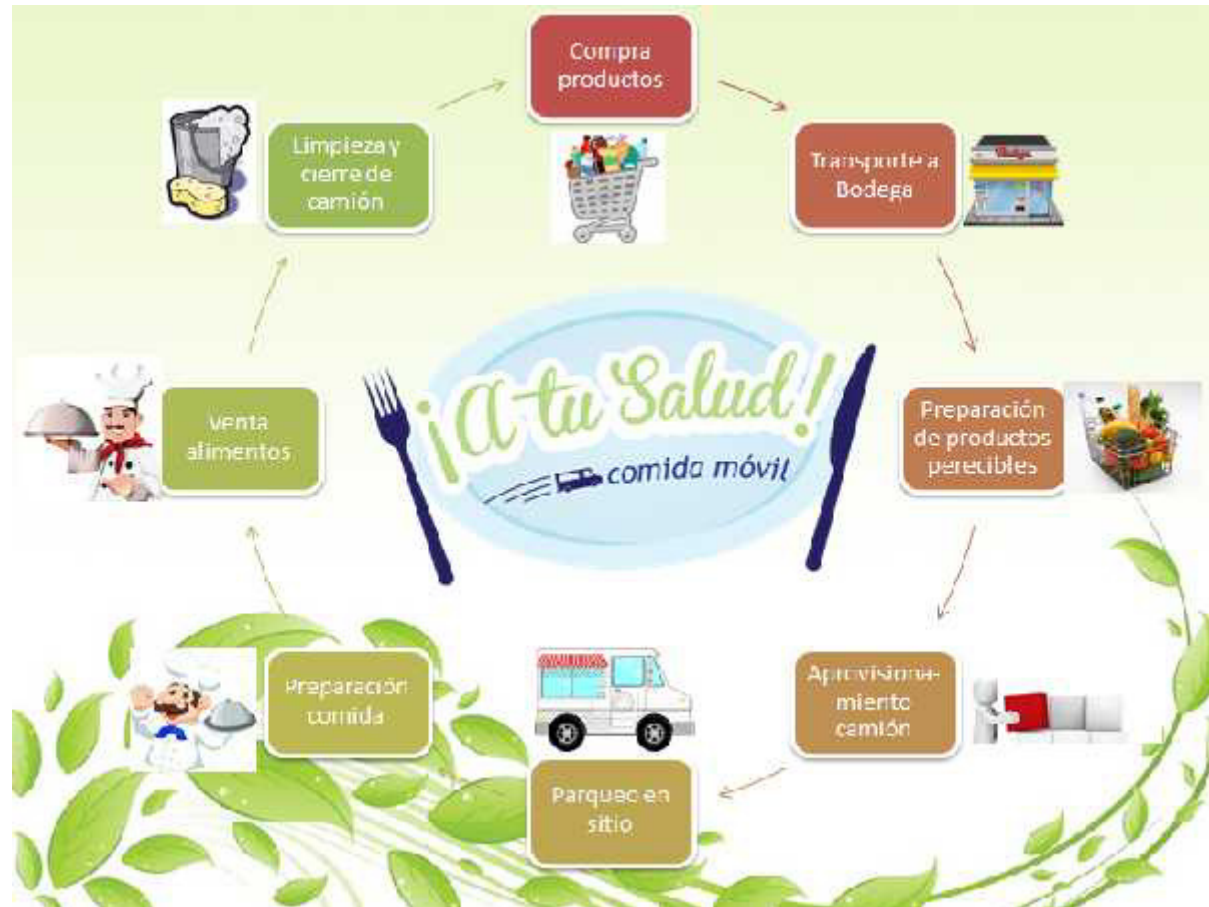 Compra
productos
Transporte a
Bodega
Preparación
de productos
perecibles
Aprovisiona-
miento
camión
Parqueo en
sitio
Preparación
comida
Venta
alimentos
Limpieza y
cierre de
camión
¡A tu Salud!
comida móvil